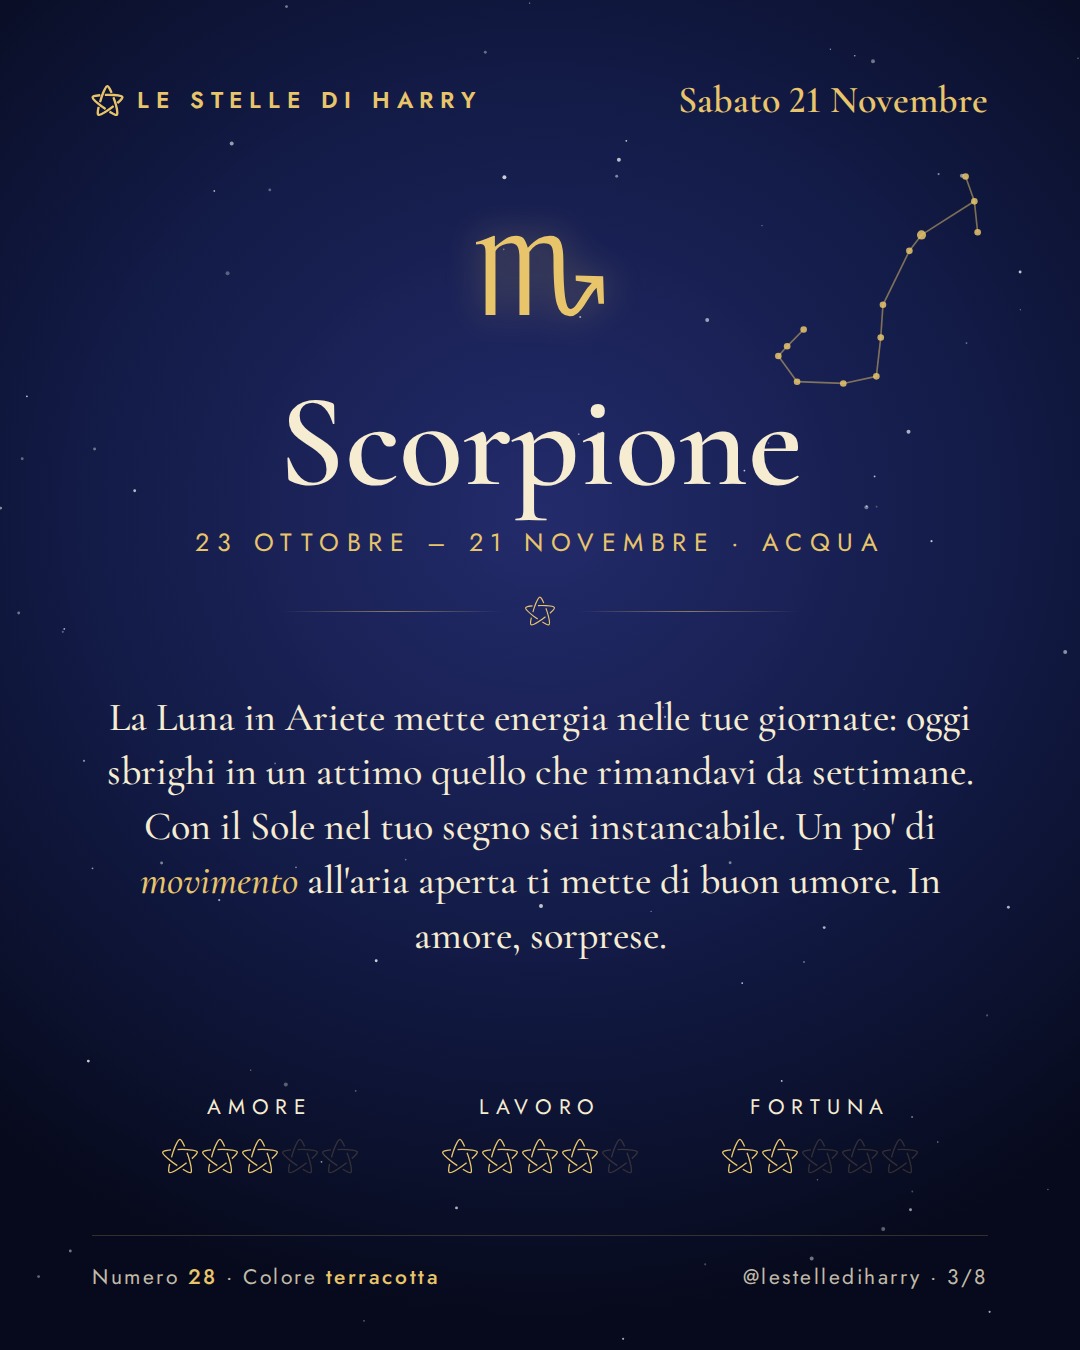 LE STELLE DI HARRY
Sabato 21 Novembre
Scorpione
23 OTTOBRE – 21 NOVEMBRE · ACQUA
La Luna in Ariete mette energia nelle tue giornate: oggi
sbrighi in un attimo quello che rimandavi da settimane.
Con il Sole nel tuo segno sei instancabile. Un po' di
movimento all'aria aperta ti mette di buon umore. In
amore, sorprese.
AMORE
LAVORO
FORTUNA
Numero 28 · Colore terracotta
@lestellediharry · 3/8